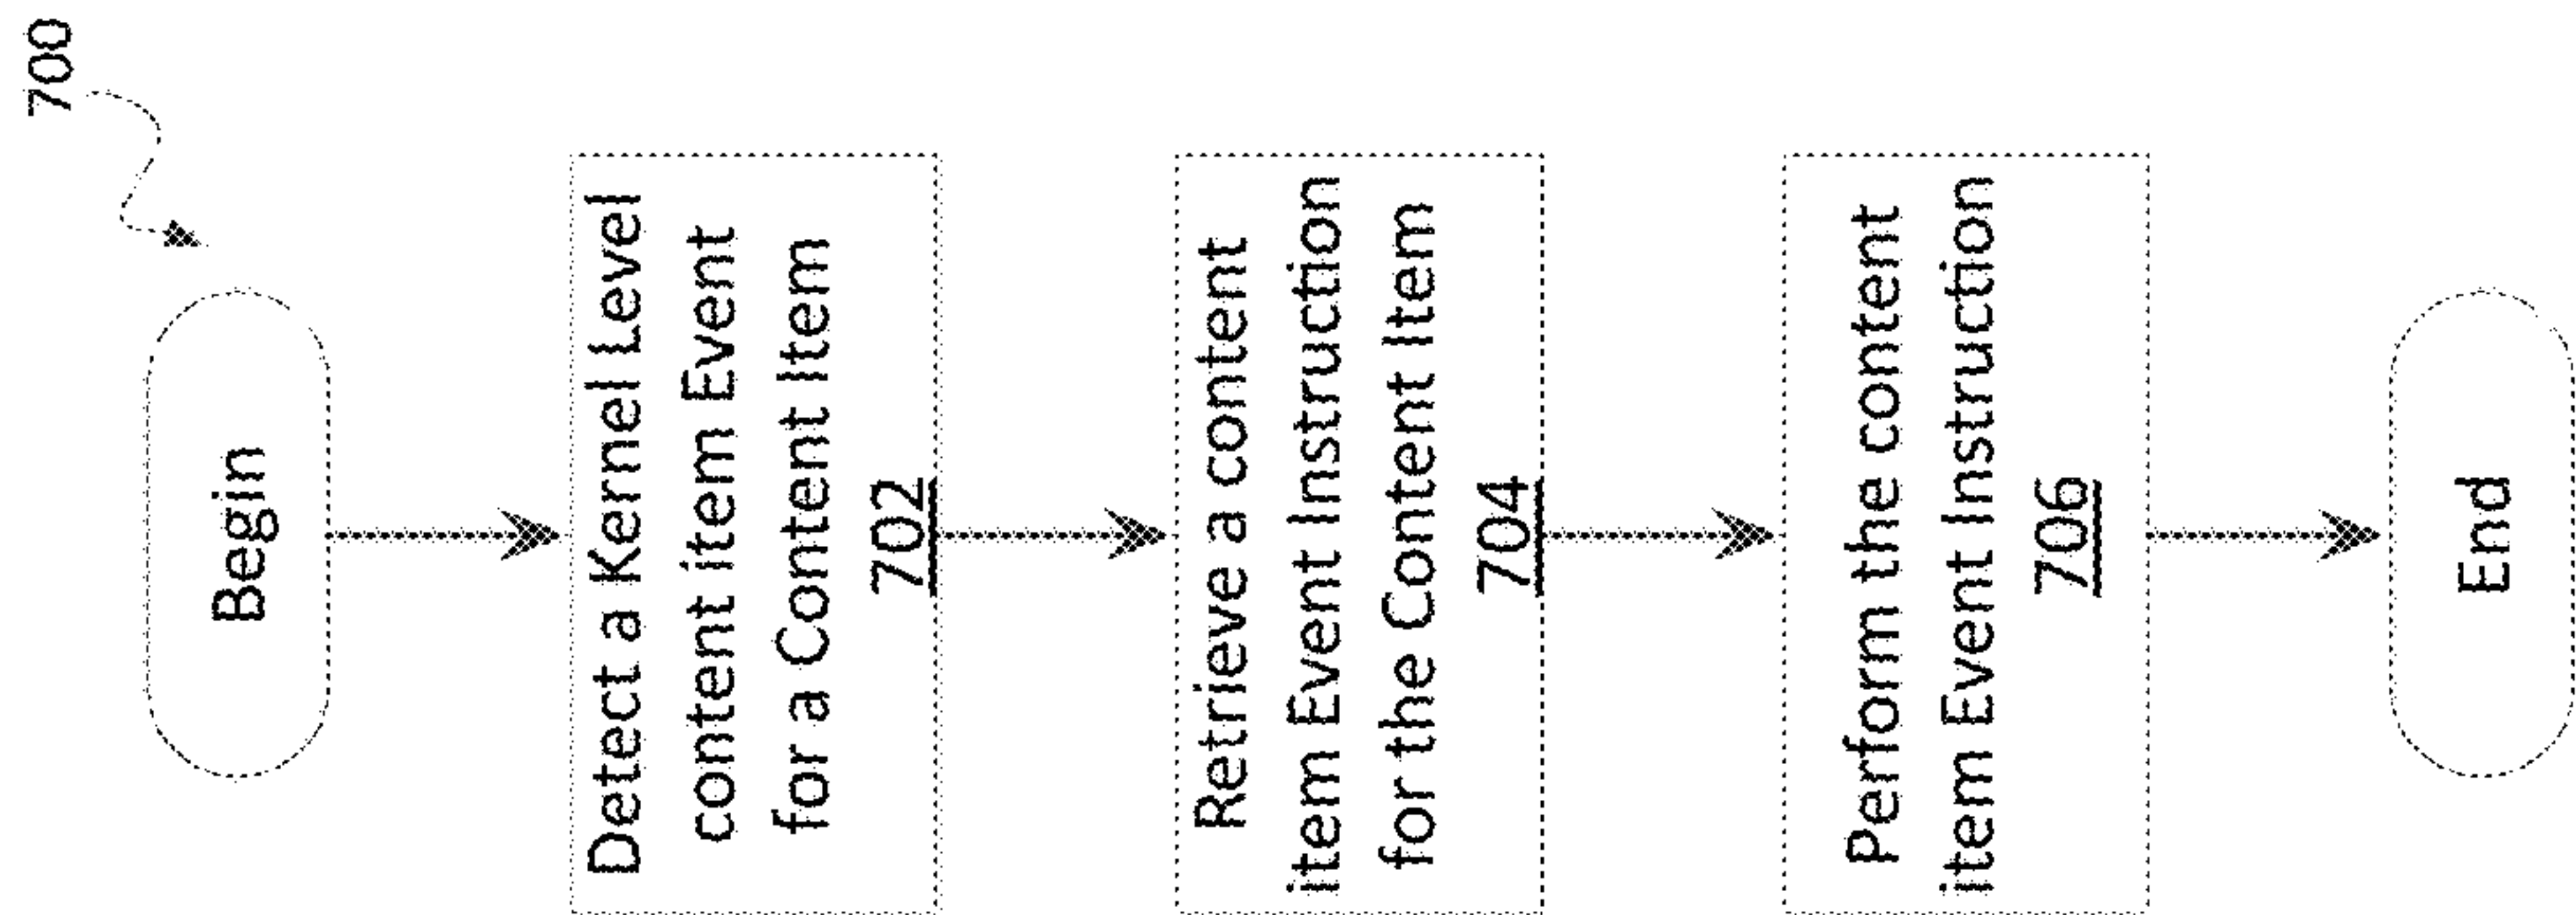 700
Begin
Detect a Kernel Level
content item Event
for a Content Item
702
Retrieve a content
item Event Instruction
for the Content Item
704
Perform the content
item Event Instruction
706
End